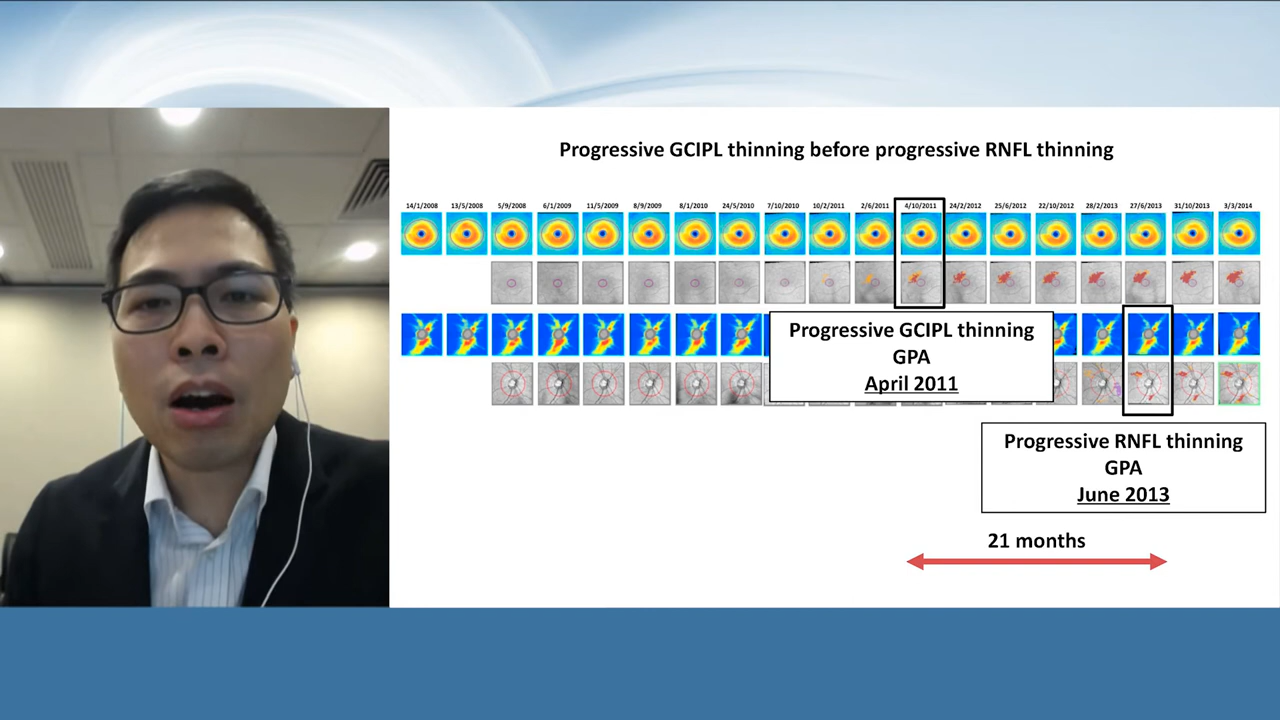 Progressive GCIPL thinning before progressive RNFL thinning
14/1/2008 13/5/2008 5/9/2008 6/1/2009 11/5/2009 8/9/2009 8/1/2010 24/5/2010 7/10/2010 10/2/2011 2/6/2011 4/10/2011 24/2/2012 25/6/2012 22/10/2012 28/2/2013 27/6/2013 31/10/2013 3/3/2014
Progressive GCIPL thinning
GPA
April 2011
Progressive RNFL thinning
GPA
June 2013
21 months